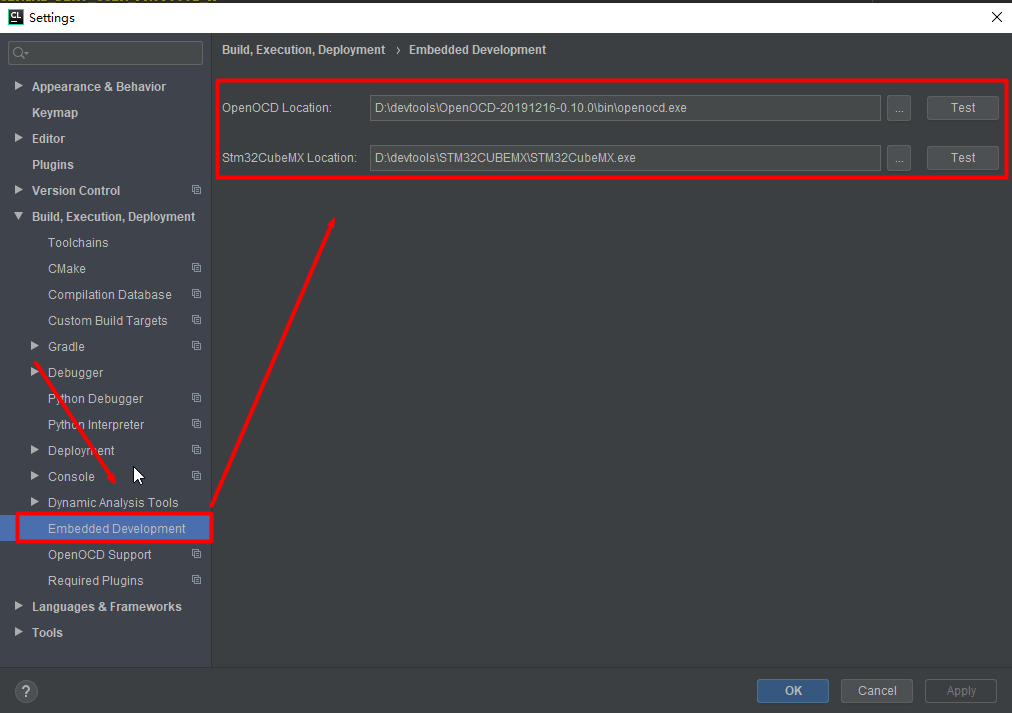 CL Settings
Build, Execution, Deployment › Embedded Development
Appearance & Behavior
Keymap
Editor
Plugins
Version Control
Build, Execution, Deployment
Toolchains
CMake
Compilation Database
Custom Build Targets
Gradle
Debugger
Python Debugger
Python Interpreter
Deployment
Console
Dynamic Analysis Tools
Embedded Development
OpenOCD Support
Required Plugins
Languages & Frameworks
Tools
OpenOCD Location: D:\devtools\OpenOCD-20191216-0.10.0\bin\openocd.exe ... Test
Stm32CubeMX Location: D:\devtools\STM32CUBEMX\STM32CubeMX.exe ... Test
? OK Cancel Apply